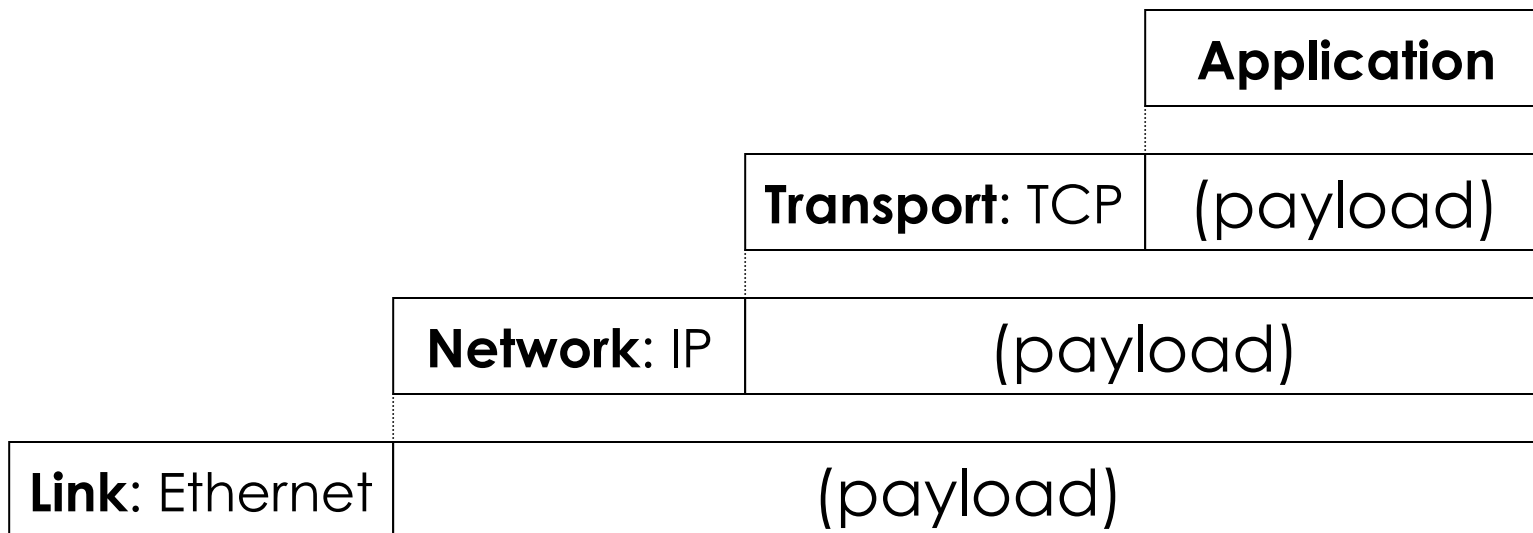 Application
Transport: TCP (payload)
Network: IP (payload)
Link: Ethernet (payload)